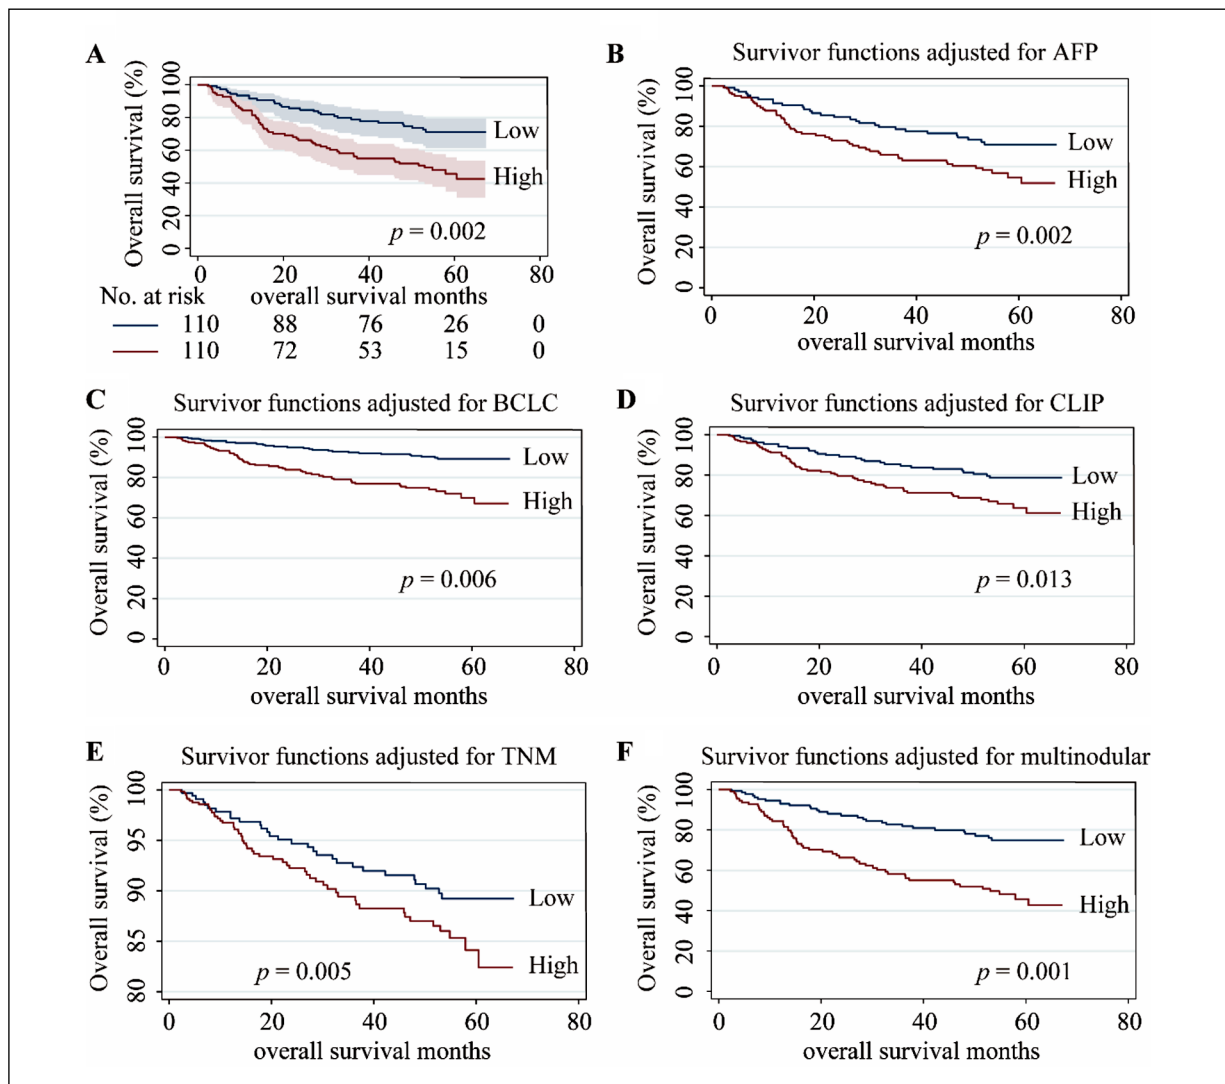 A
Overall survival (%)
100
80
60
40
20
0
Low
High
p = 0.002
0 20 40 60 80
No. at risk overall survival months
110 88 76 26 0
110 72 53 15 0
B Survivor functions adjusted for AFP
Overall survival (%)
100
80
60
40
20
0
Low
High
p = 0.002
0 20 40 60 80
overall survival months
C Survivor functions adjusted for BCLC
Overall survival (%)
100
80
60
40
20
0
Low
High
p = 0.006
0 20 40 60 80
overall survival months
D Survivor functions adjusted for CLIP
Overall survival (%)
100
80
60
40
20
0
Low
High
p = 0.013
0 20 40 60 80
overall survival months
E Survivor functions adjusted for TNM
Overall survival (%)
100
95
90
85
80
Low
High
p = 0.005
0 20 40 60 80
overall survival months
F Survivor functions adjusted for multinodular
Overall survival (%)
100
80
60
40
20
0
Low
High
p = 0.001
0 20 40 60 80
overall survival months